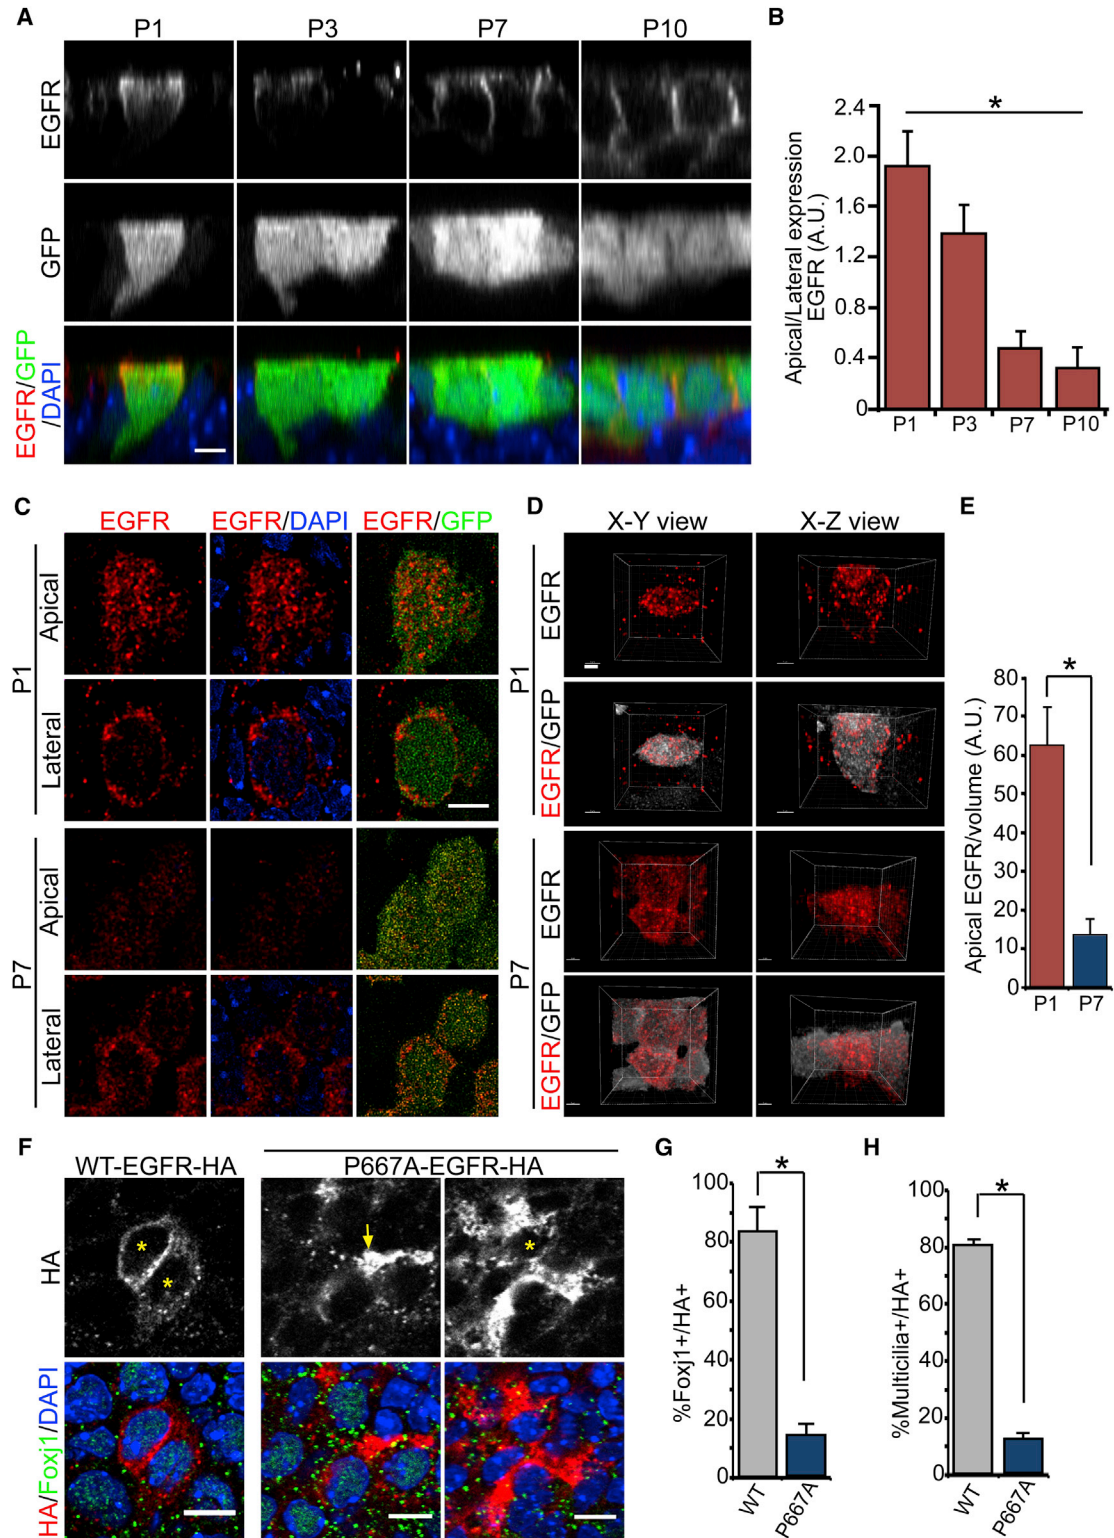 A
P1 P3 P7 P10
EGFR
GFP
EGFR/GFP
/DAPI
B
Apical/Lateral expression
EGFR (A.U.)
2.4
2.0
1.6
1.2
0.8
0.4
0
*
P1 P3 P7 P10
C
EGFR EGFR/DAPI EGFR/GFP
P1
Apical
Lateral
P7
Apical
Lateral
D
X-Y view X-Z view
P1
EGFR
EGFR/GFP
P7
EGFR
EGFR/GFP
E
Apical EGFR/volume (A.U.)
80
70
60
50
40
30
20
10
0
*
P1 P7
F
WT-EGFR-HA P667A-EGFR-HA
HA
* * *
HA/Foxj1/DAPI
G
%Foxj1+/HA+
100
80
60
40
20
0
*
WT P667A
H
%Multicilia+/HA+
100
80
60
40
20
0
*
WT P667A